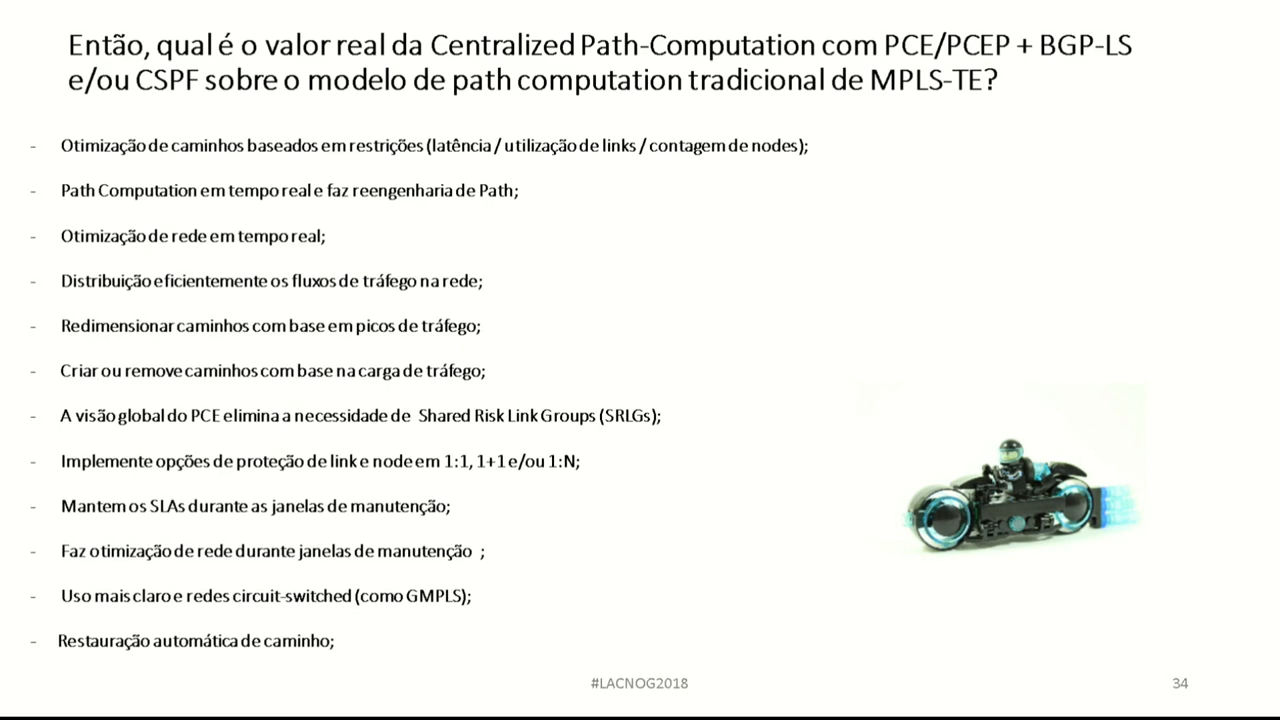 Então, qual é o valor real da Centralized Path-Computation com PCE/PCEP + BGP-LS
e/ou CSPF sobre o modelo de path computation tradicional de MPLS-TE?
- Otimização de caminhos baseados em restrições (latência / utilização de links / contagem de nodes);
- Path Computation em tempo real e faz reengenharia de Path;
- Otimização de rede em tempo real;
- Distribuição eficientemente os fluxos de tráfego na rede;
- Redimensionar caminhos com base em picos de tráfego;
- Criar ou remove caminhos com base na carga de tráfego;
- A visão global do PCE elimina a necessidade de Shared Risk Link Groups (SRLGs);
- Implemente opções de proteção de link e node em 1:1, 1+1 e/ou 1:N;
- Mantem os SLAs durante as janelas de manutenção;
- Faz otimização de rede durante janelas de manutenção ;
- Uso mais claro e redes circuit-switched (como GMPLS);
- Restauração automática de caminho;
#LACNOG2018
34